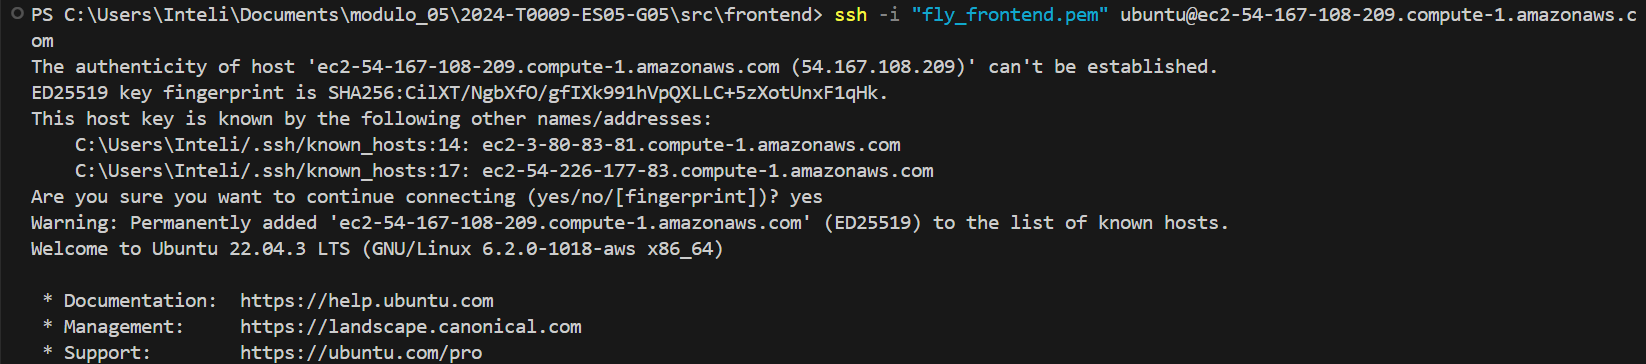 PS C:\Users\Inteli\Documents\modulo_05\2024-T0009-ES05-G05\src\frontend> ssh -i "fly_frontend.pem" ubuntu@ec2-54-167-108-209.compute-1.amazonaws.c
om
The authenticity of host 'ec2-54-167-108-209.compute-1.amazonaws.com (54.167.108.209)' can't be established.
ED25519 key fingerprint is SHA256:CilXT/NgbXfO/gfIXk991hVpQXLLC+5zXotUnxF1qHk.
This host key is known by the following other names/addresses:
    C:\Users\Inteli/.ssh/known_hosts:14: ec2-3-80-83-81.compute-1.amazonaws.com
    C:\Users\Inteli/.ssh/known_hosts:17: ec2-54-226-177-83.compute-1.amazonaws.com
Are you sure you want to continue connecting (yes/no/[fingerprint])? yes
Warning: Permanently added 'ec2-54-167-108-209.compute-1.amazonaws.com' (ED25519) to the list of known hosts.
Welcome to Ubuntu 22.04.3 LTS (GNU/Linux 6.2.0-1018-aws x86_64)

 * Documentation:  https://help.ubuntu.com
 * Management:     https://landscape.canonical.com
 * Support:        https://ubuntu.com/pro